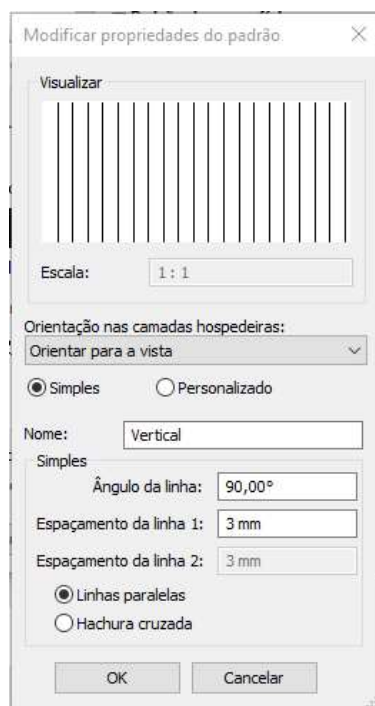 Modificar propriedades do padrão
Visualizar
Escala: 1 : 1
Orientação nas camadas hospedeiras:
Orientar para a vista
Simples Personalizado
Nome: Vertical
Simples
Ângulo da linha: 90,00°
Espaçamento da linha 1: 3 mm
Espaçamento da linha 2: 3 mm
Linhas paralelas
Hachura cruzada
OK Cancelar